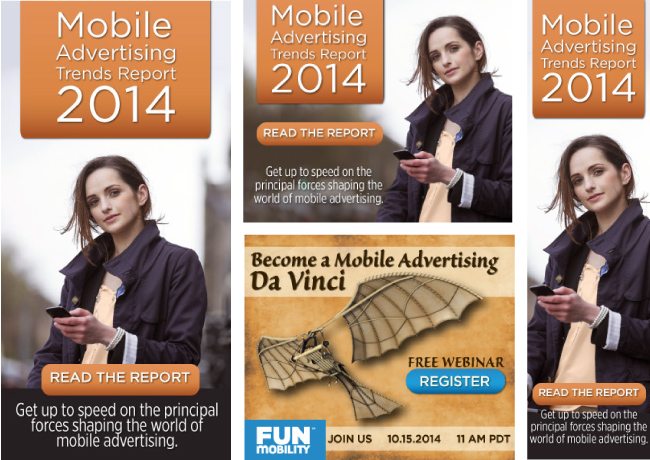 Mobile
Advertising
Trends Report
2014
READ THE REPORT
Get up to speed on the principal
forces shaping the world of
mobile advertising.
Mobile
Advertising
Trends Report
2014
READ THE REPORT
Get up to speed on the
principal forces shaping the
world of mobile advertising.
Become a Mobile Advertising
Da Vinci
FREE WEBINAR
REGISTER
FUN™
MOBILITY
JOIN US 10.15.2014 11 AM PDT
Mobile
Advertising
Trends Report
2014
READ THE REPORT
Get up to speed on the
principal forces shaping the
world of mobile advertising.